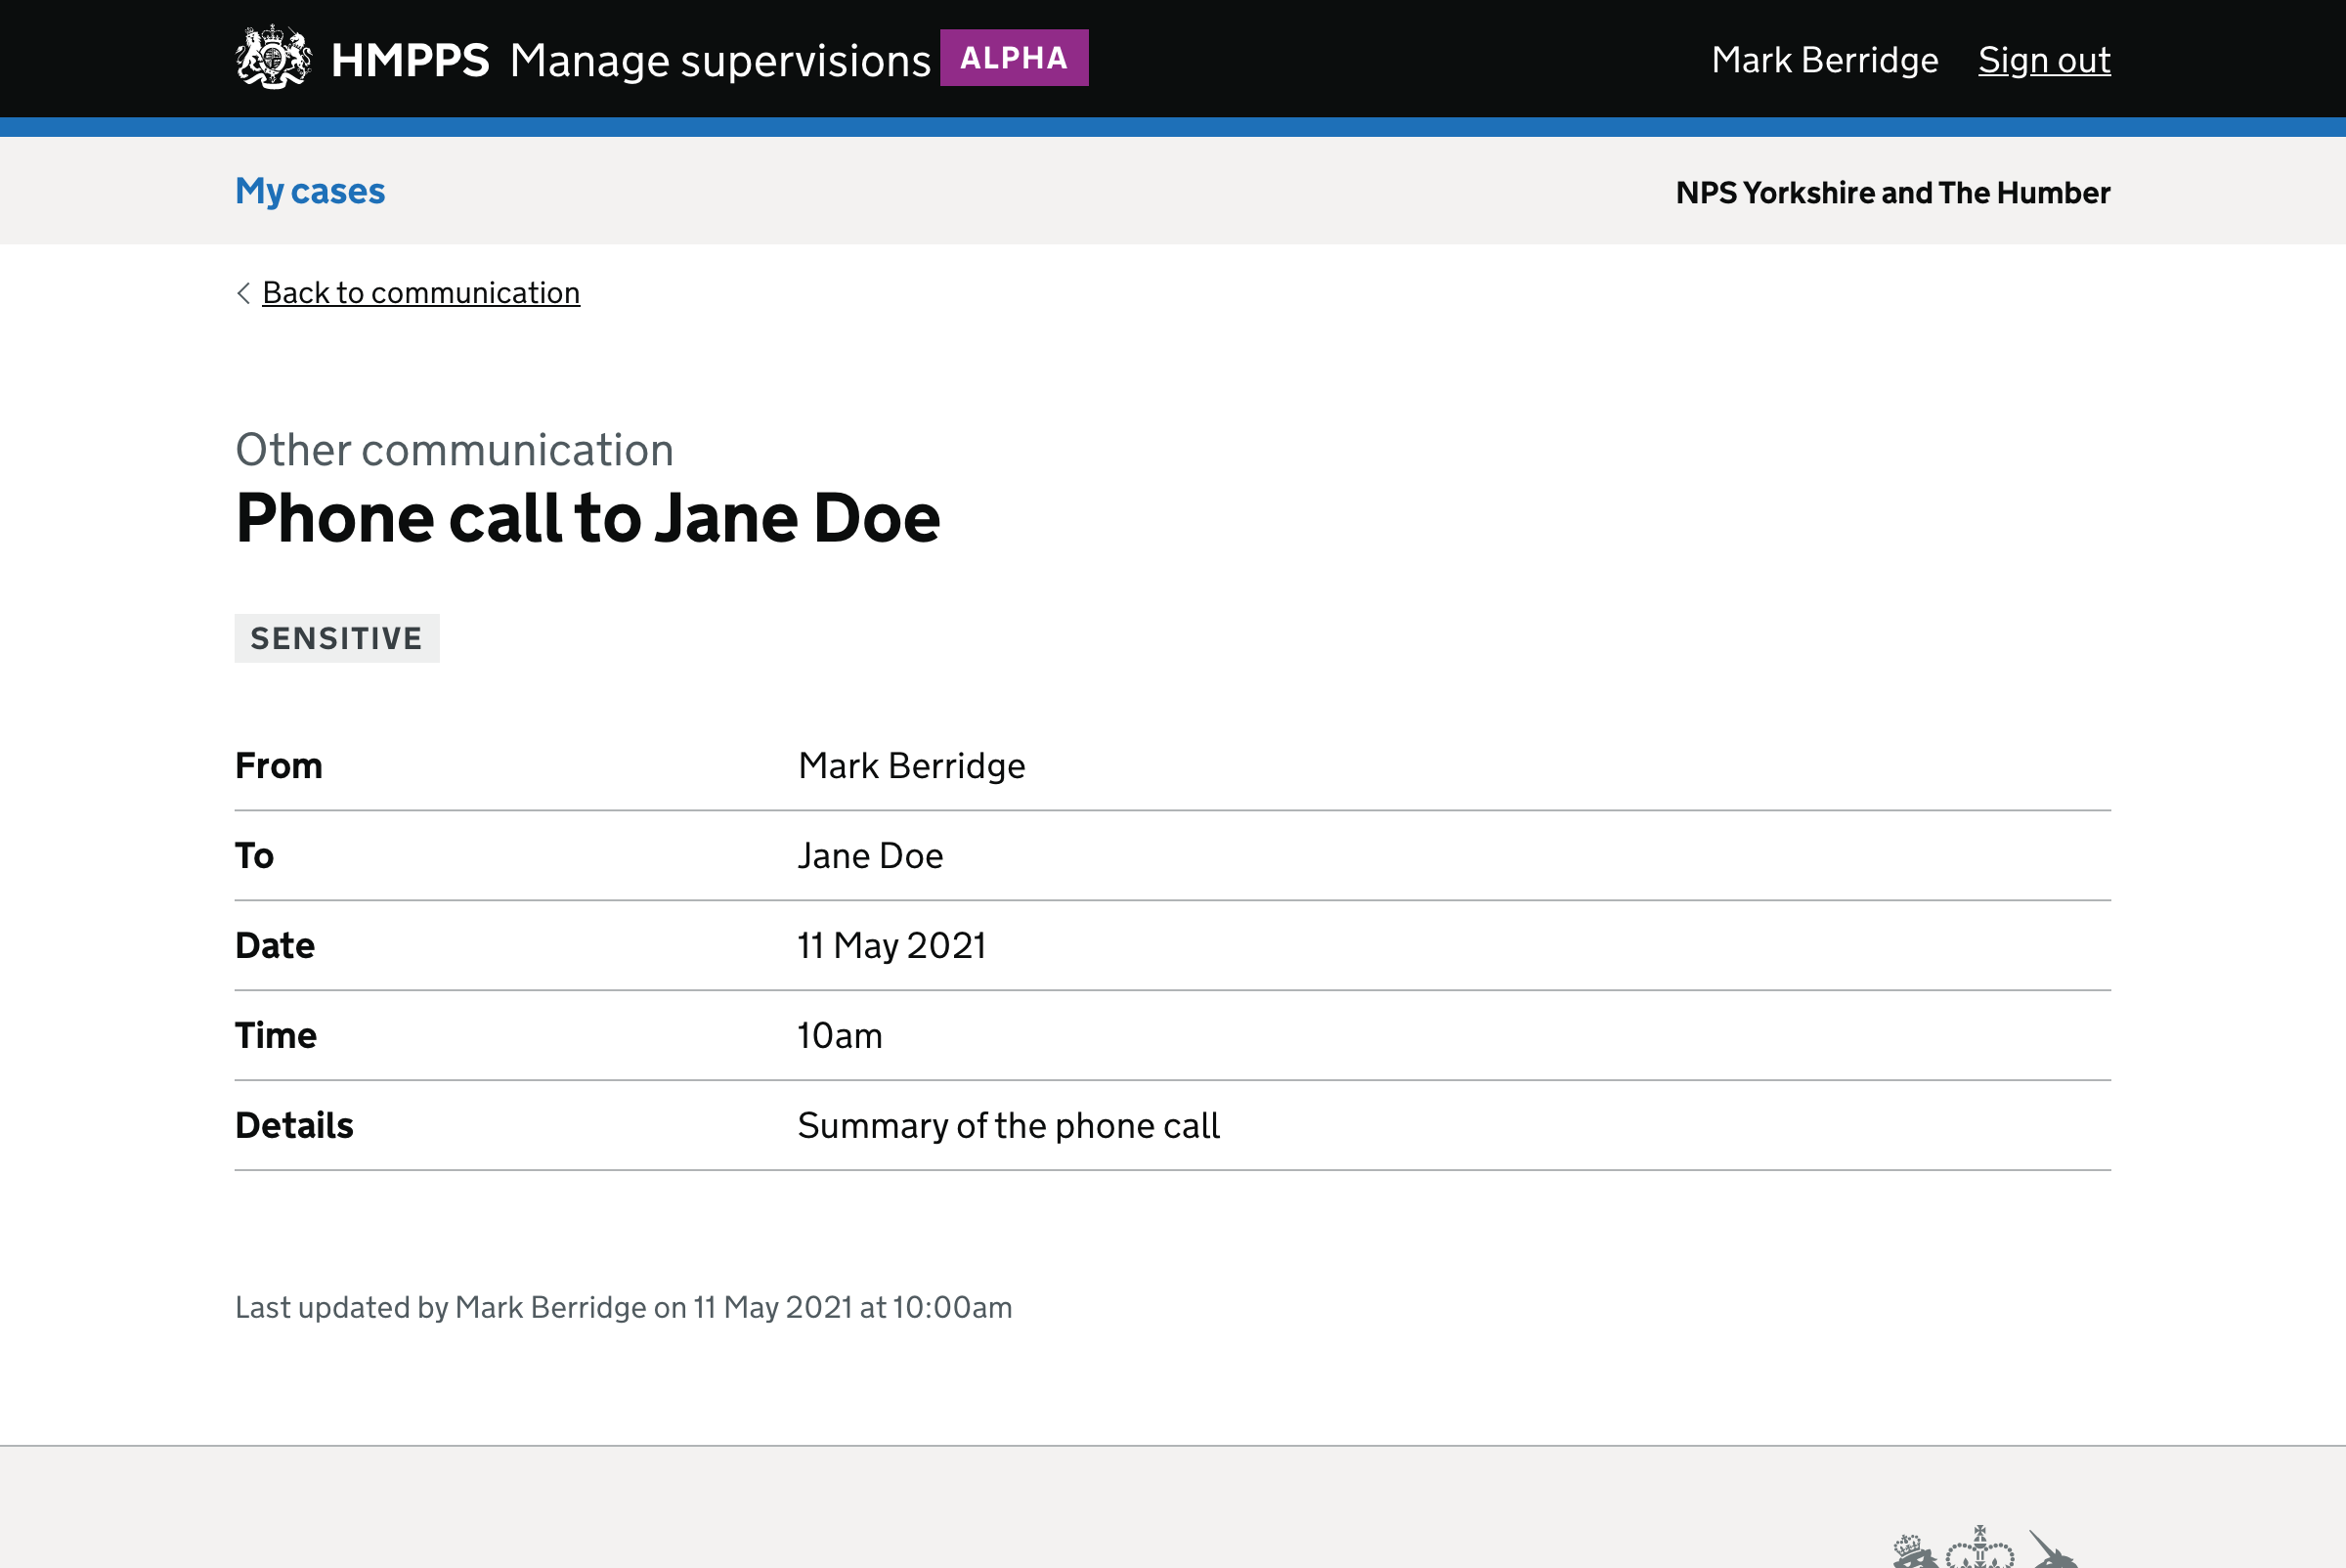 HMPPS Manage supervisions ALPHA Mark Berridge Sign out
My cases NPS Yorkshire and The Humber
Back to communication
Other communication
Phone call to Jane Doe
SENSITIVE
From Mark Berridge
To Jane Doe
Date 11 May 2021
Time 10am
Details Summary of the phone call
Last updated by Mark Berridge on 11 May 2021 at 10:00am